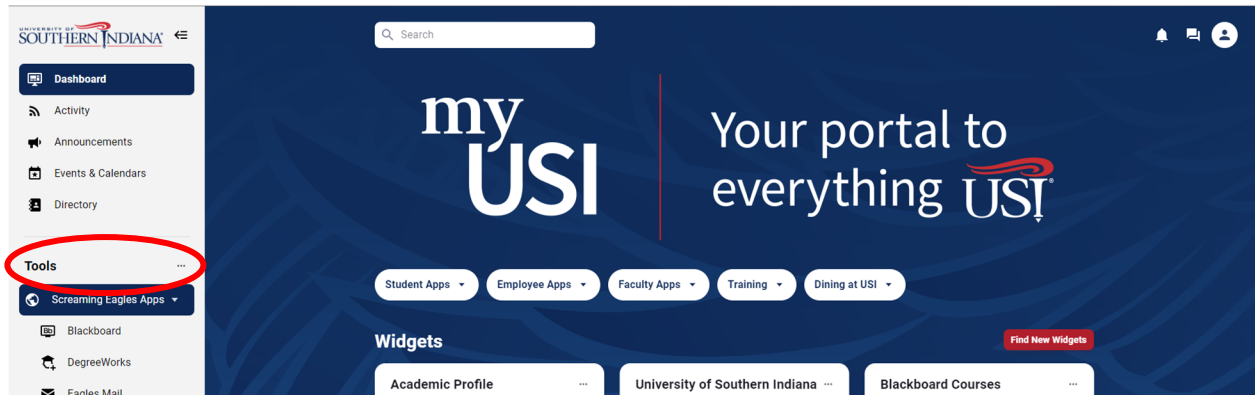 UNIVERSITY OF
SOUTHERN INDIANA
Dashboard
Activity
Announcements
Events & Calendars
Directory
Tools
Screaming Eagles Apps
Bb
Blackboard
DegreeWorks
Eagles Mail
Search
my
USI
Your portal to
everything USI
Student Apps
Employee Apps
Faculty Apps
Training
Dining at USI
Widgets
Find New Widgets
Academic Profile
University of Southern Indiana
Blackboard Courses